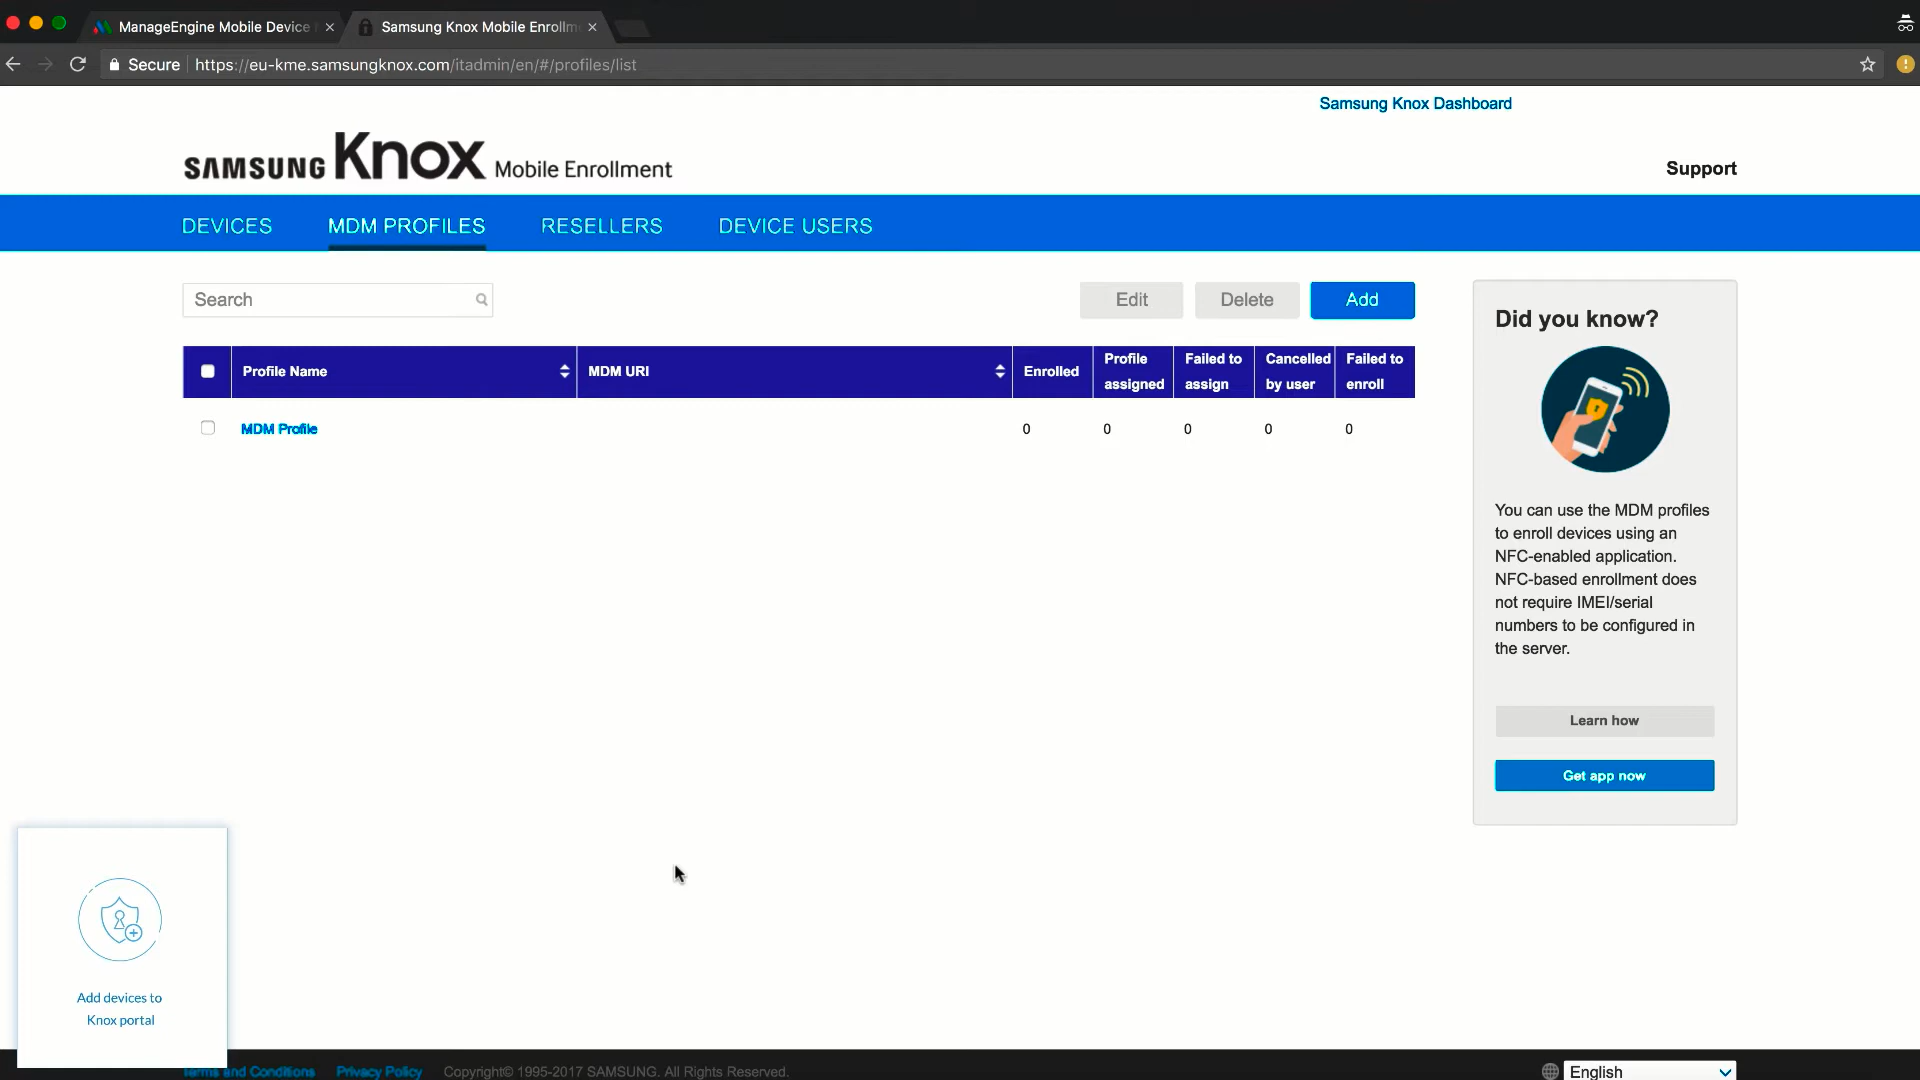 ManageEngine Mobile Device
Samsung Knox Mobile Enrollm
Secure
https://eu-kme.samsungknox.com/itadmin/en/#/profiles/list
Samsung Knox Dashboard
SAMSUNG Knox Mobile Enrollment
Support
DEVICES
MDM PROFILES
RESELLERS
DEVICE USERS
Search
Edit
Delete
Add
Profile Name
MDM URI
Enrolled
Profile assigned
Failed to assign
Cancelled by user
Failed to enroll
MDM Profile
0
0
0
0
0
Did you know?
You can use the MDM profiles
to enroll devices using an
NFC-enabled application.
NFC-based enrollment does
not require IMEI/serial
numbers to be configured in
the server.
Learn how
Get app now
Add devices to
Knox portal
Terms and Conditions
Privacy Policy
Copyright© 1995-2017 SAMSUNG. All Rights Reserved.
English